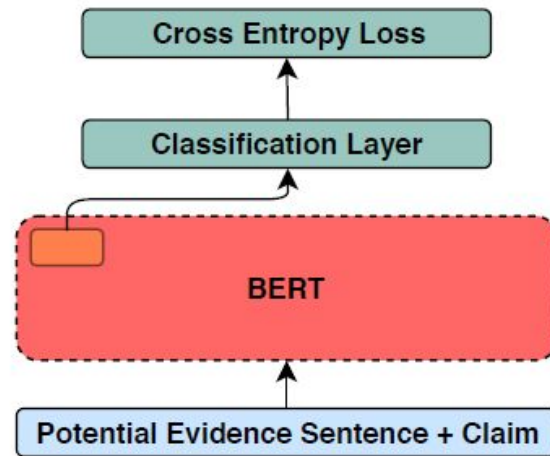 Cross Entropy Loss
Classification Layer
BERT
Potential Evidence Sentence + Claim